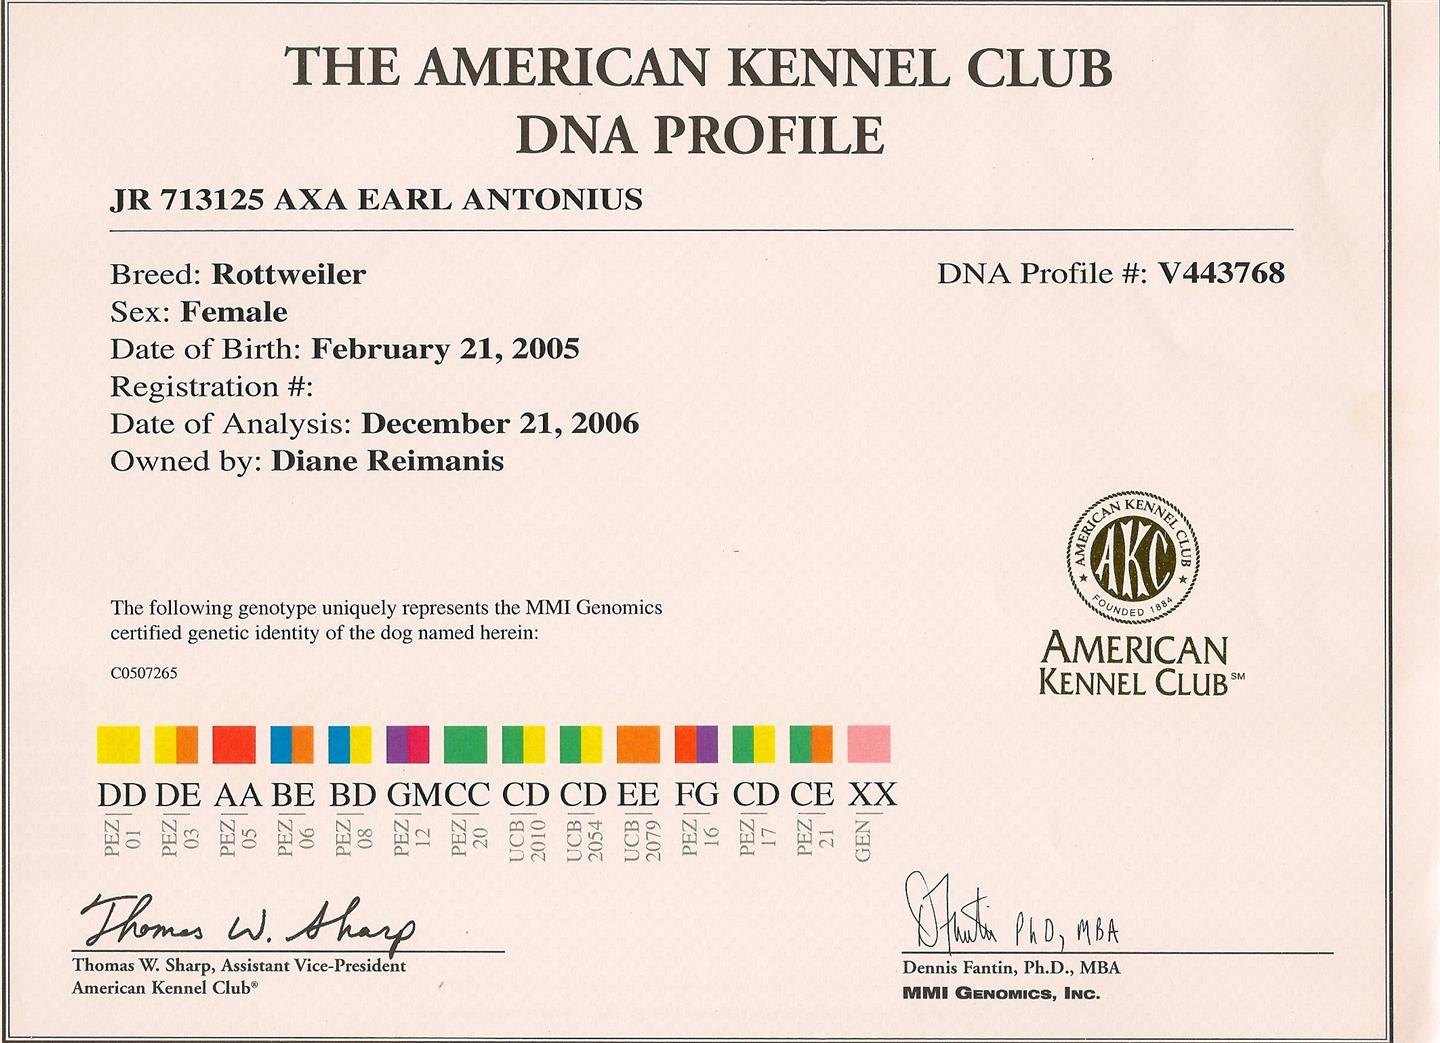 THE AMERICAN KENNEL CLUB
DNA PROFILE
JR 713125 AXA EARL ANTONIUS
Breed: Rottweiler
DNA Profile #: V443768
Sex: Female
Date of Birth: February 21, 2005
Registration #:
Date of Analysis: December 21, 2006
Owned by: Diane Reimanis
AMERICAN KENNEL CLUB
AKC
FOUNDED 1884
AMERICAN
KENNEL CLUB℠
The following genotype uniquely represents the MMI Genomics
certified genetic identity of the dog named herein:
C0507265
DD DE AA BE BD GM CC CD CD EE FG CD CE XX
PEZ 01
PEZ 03
PEZ 05
PEZ 06
PEZ 08
PEZ 12
PEZ 20
UCB 2010
UCB 2054
UCB 2079
PEZ 16
PEZ 17
PEZ 21
GEN
Thomas W. Sharp
DFantin PhD, MBA
Thomas W. Sharp, Assistant Vice-President
American Kennel Club®
Dennis Fantin, Ph.D., MBA
MMI GENOMICS, INC.